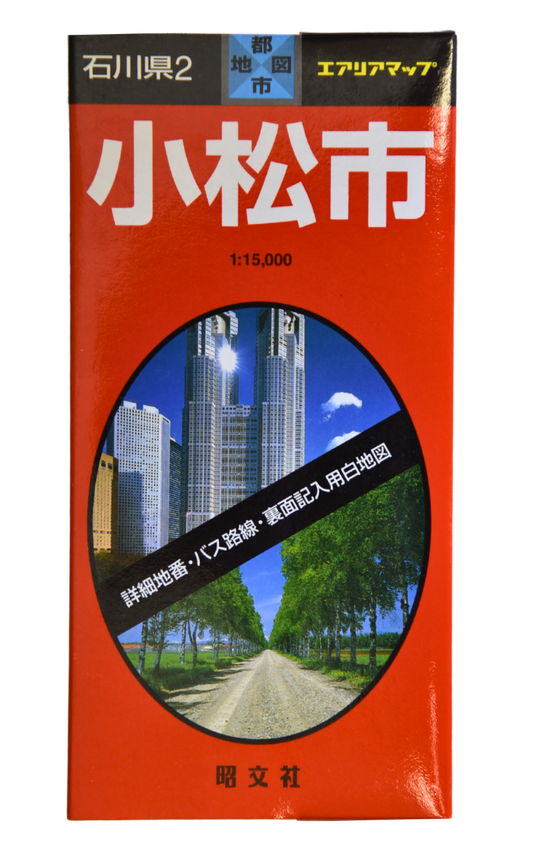 石川県2
都市地図
エアリアマップ
小松市
1:15,000
詳細地番・バス路線・裏面記入用白地図
昭文社